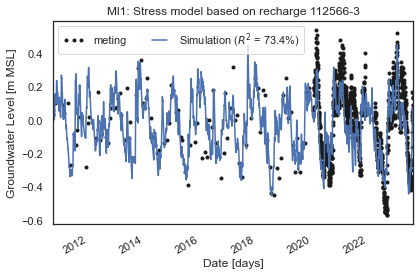 MI1: Stress model based on recharge 112566-3
meting
Simulation (R² = 73.4%)
Groundwater Level [m MSL]
0.4
0.2
0.0
−0.2
−0.4
−0.6
2012
2014
2016
2018
2020
2022
Date [days]